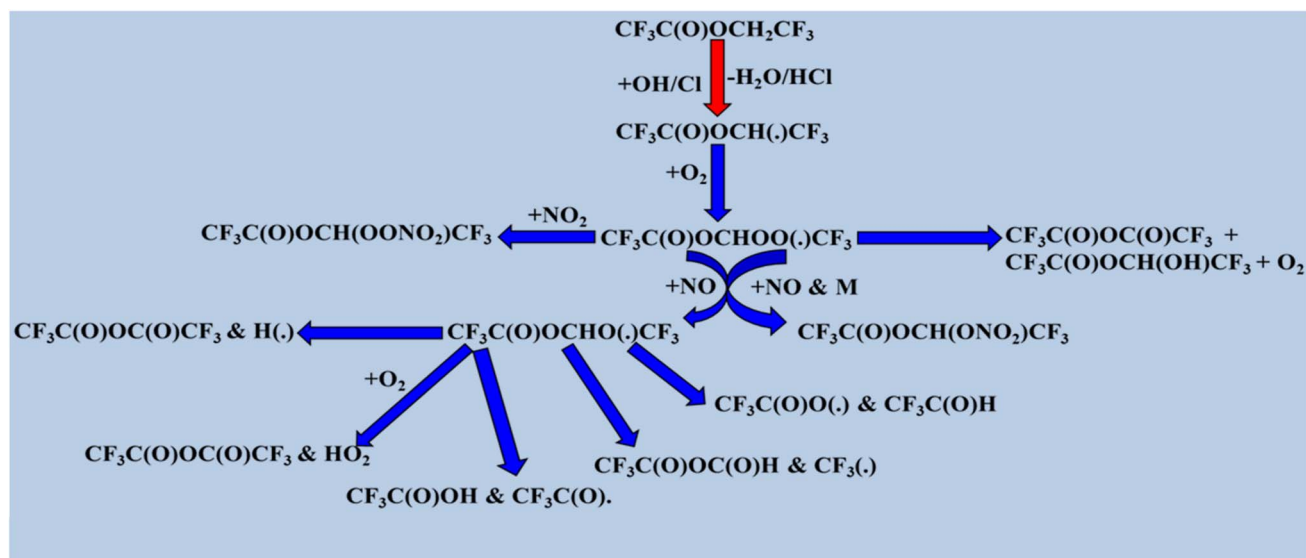 CF₃C(O)OCH₂CF₃
+OH/Cl
-H₂O/HCl
CF₃C(O)OCH(.)CF₃
+O₂
+NO₂
CF₃C(O)OCH(OONO₂)CF₃
CF₃C(O)OCHOO(.)CF₃
CF₃C(O)OC(O)CF₃ +
CF₃C(O)OCH(OH)CF₃ + O₂
+NO
+NO & M
CF₃C(O)OC(O)CF₃ & H(.)
CF₃C(O)OCHO(.)CF₃
CF₃C(O)OCH(ONO₂)CF₃
+O₂
CF₃C(O)O(.) & CF₃C(O)H
CF₃C(O)OC(O)CF₃ & HO₂
CF₃C(O)OC(O)H & CF₃(.)
CF₃C(O)OH & CF₃C(O).